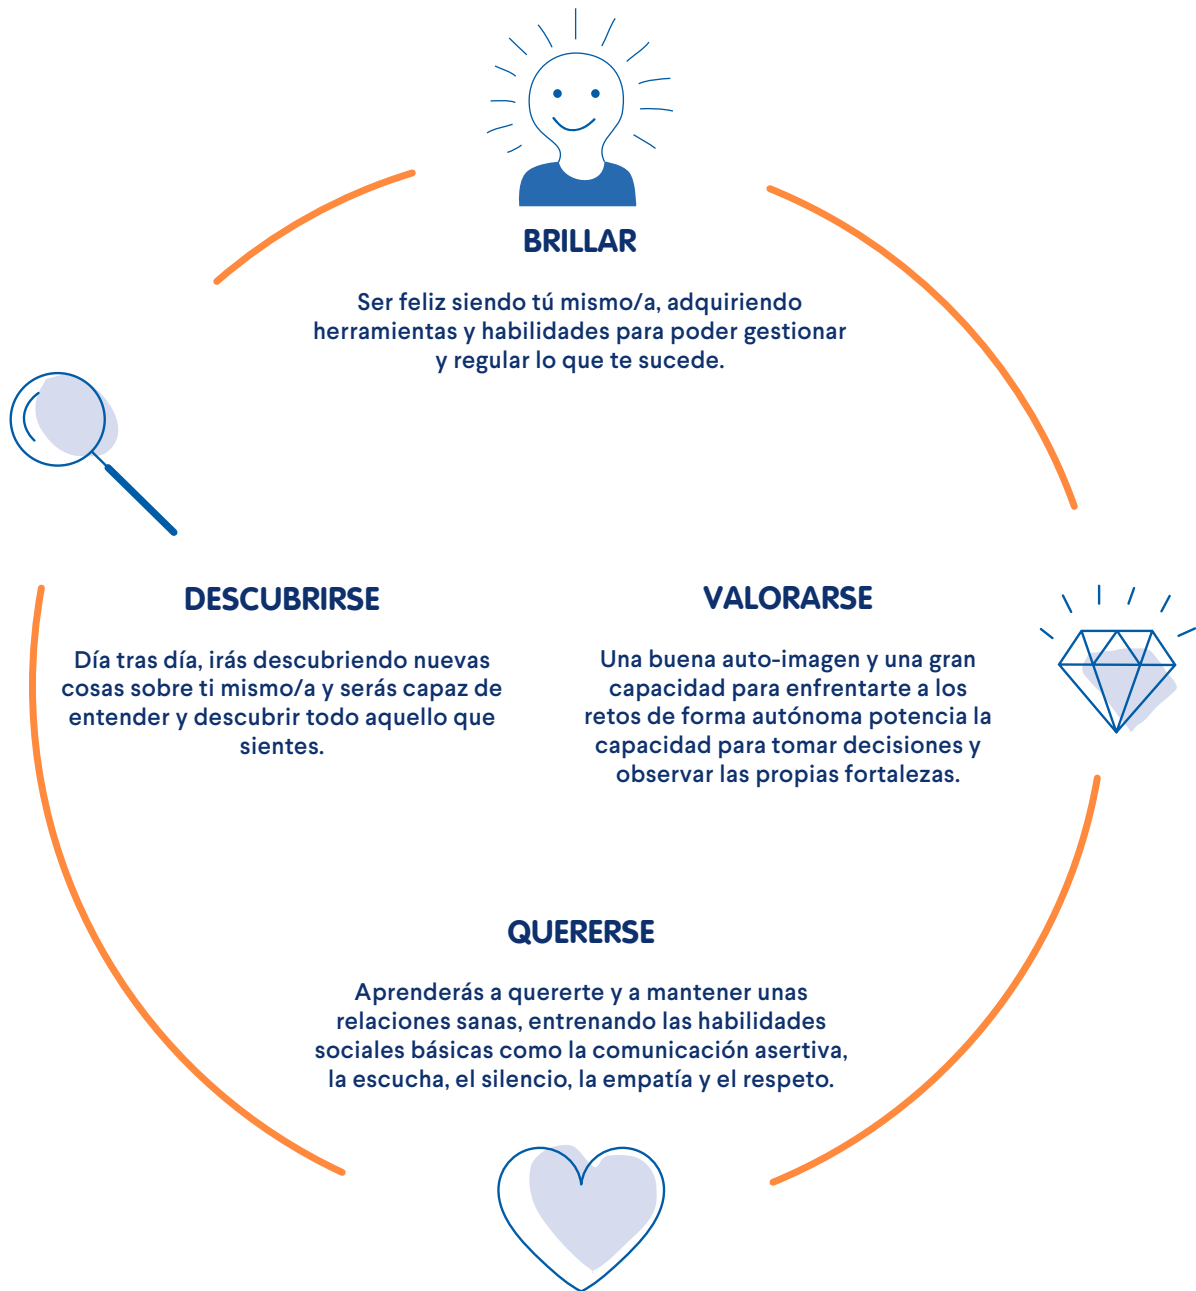 BRILLAR
Ser feliz siendo tú mismo/a, adquiriendo
herramientas y habilidades para poder gestionar
y regular lo que te sucede.
DESCUBRIRSE
Día tras día, irás descubriendo nuevas
cosas sobre ti mismo/a y serás capaz de
entender y descubrir todo aquello que
sientes.
VALORARSE
Una buena auto-imagen y una gran
capacidad para enfrentarte a los
retos de forma autónoma potencia la
capacidad para tomar decisiones y
observar las propias fortalezas.
QUERERSE
Aprenderás a quererte y a mantener unas
relaciones sanas, entrenando las habilidades
sociales básicas como la comunicación asertiva,
la escucha, el silencio, la empatía y el respeto.